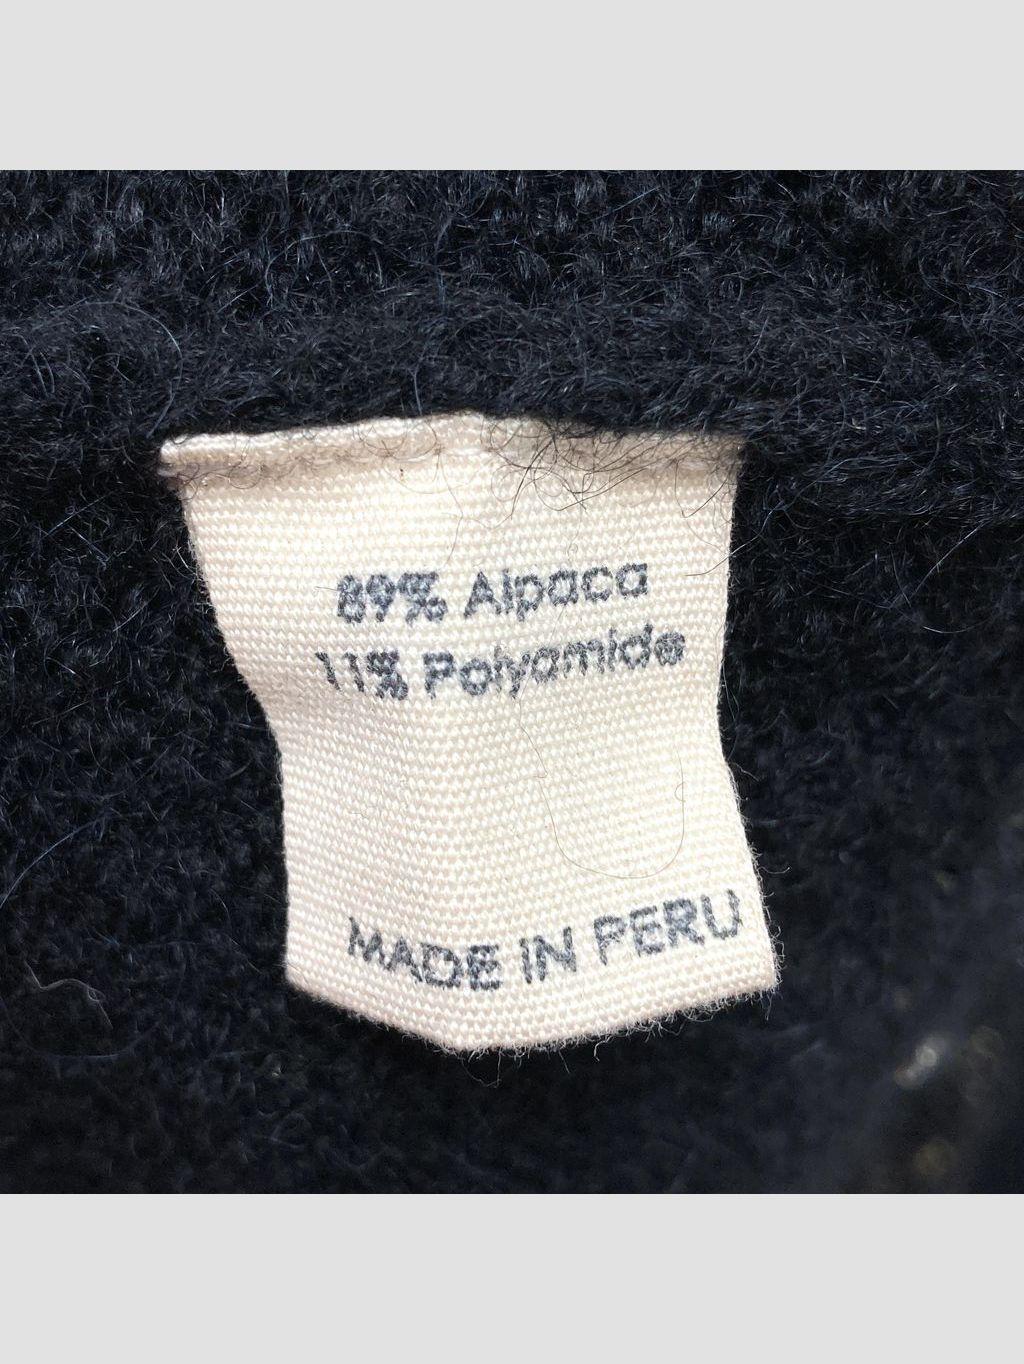 89% Alpaca
11% Polyamide
MADE IN PERU